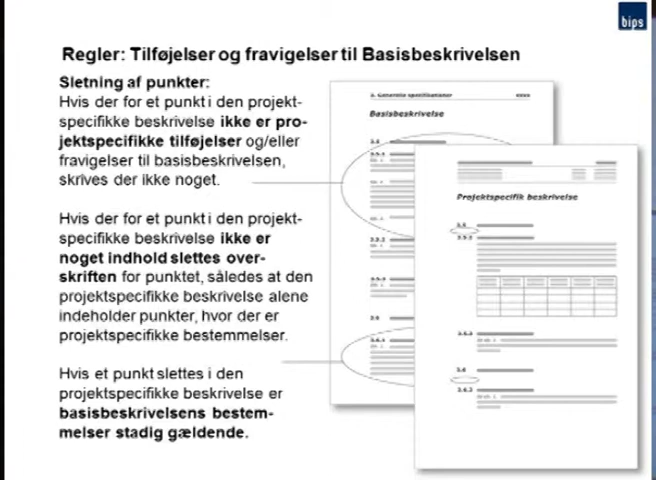 bips
Regler: Tilføjelser og fravigelser til Basisbeskrivelsen
Sletning af punkter:
Hvis der for et punkt i den projekt-
specifikke beskrivelse ikke er pro-
jektspecifikke tilføjelser og/eller
fravigelser til basisbeskrivelsen,
skrives der ikke noget.
Hvis der for et punkt i den projekt-
specifikke beskrivelse ikke er
noget indhold slettes over-
skriften for punktet, således at den
projektspecifikke beskrivelse alene
indeholder punkter, hvor der er
projektspecifikke bestemmelser.
Hvis et punkt slettes i den
projektspecifikke beskrivelse er
basisbeskrivelsens bestem-
melser stadig gældende.
Basisbeskrivelse
Projektspecifik beskrivelse